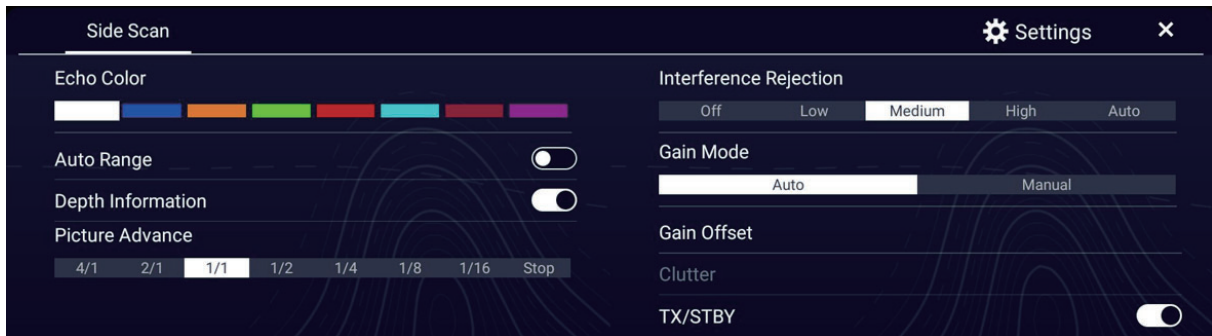 Side Scan
Settings
Echo Color
Auto Range
Depth Information
Picture Advance
4/1 2/1 1/1 1/2 1/4 1/8 1/16 Stop
Interference Rejection
Off Low Medium High Auto
Gain Mode
Auto Manual
Gain Offset
Clutter
TX/STBY